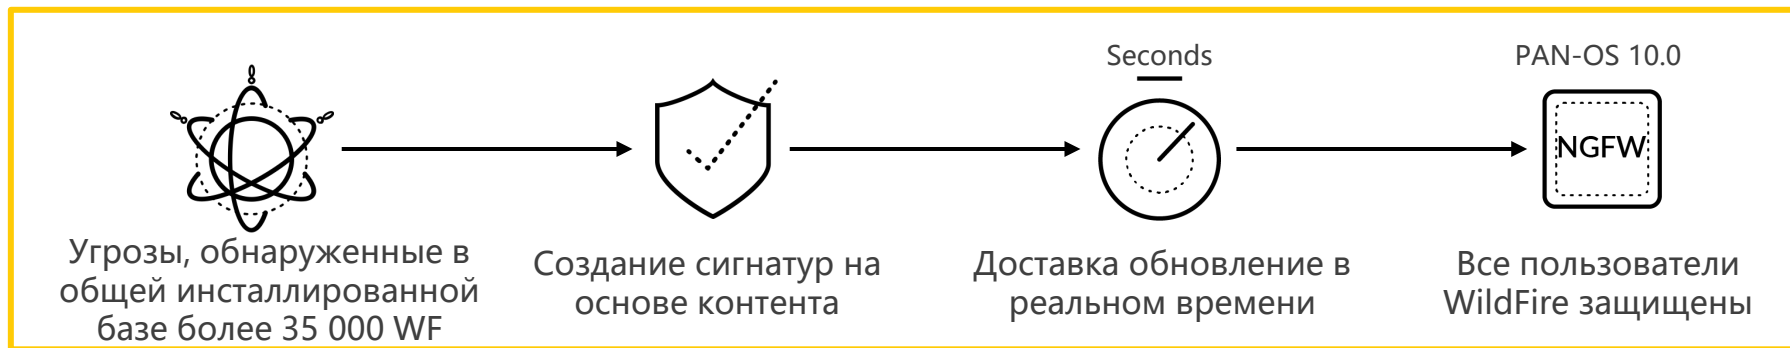 Угрозы, обнаруженные в
общей инсталлированной
базе более 35 000 WF
Создание сигнатур на
основе контента
Seconds
Доставка обновление в
реальном времени
PAN-OS 10.0
NGFW
Все пользователи
WildFire защищены